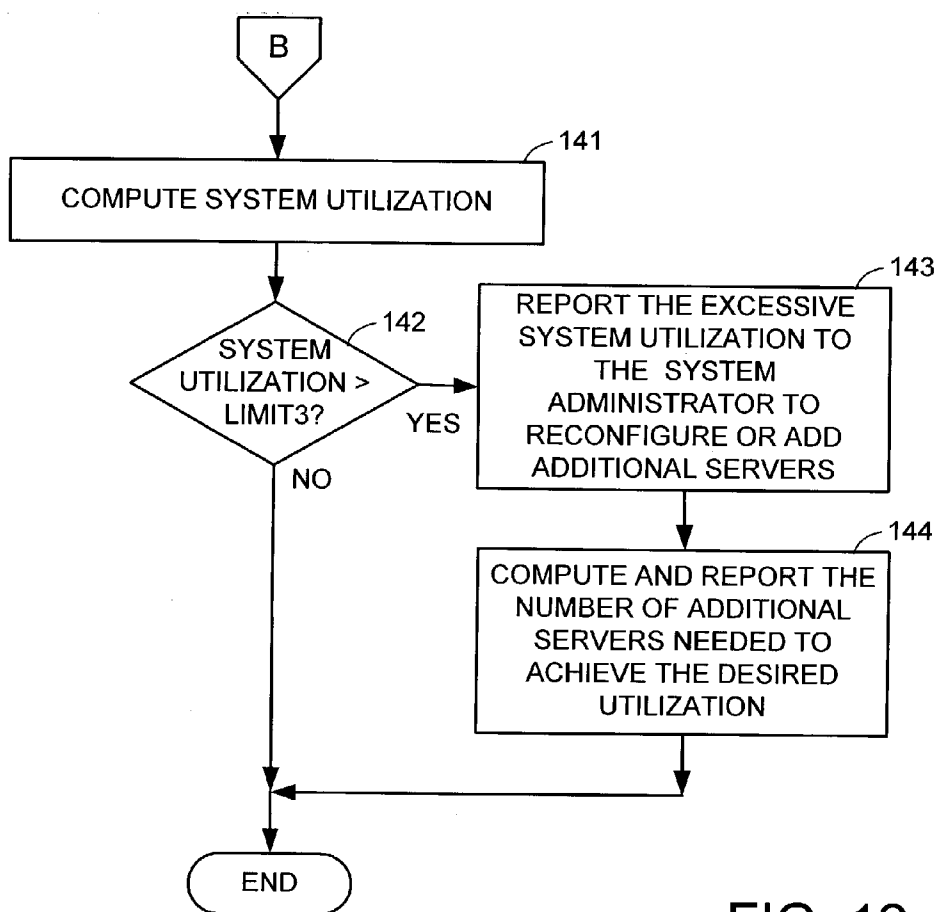 B
141
COMPUTE SYSTEM UTILIZATION
142
SYSTEM
UTILIZATION >
LIMIT3?
YES
NO
143
REPORT THE EXCESSIVE
SYSTEM UTILIZATION TO
THE SYSTEM
ADMINISTRATOR TO
RECONFIGURE OR ADD
ADDITIONAL SERVERS
144
COMPUTE AND REPORT THE
NUMBER OF ADDITIONAL
SERVERS NEEDED TO
ACHIEVE THE DESIRED
UTILIZATION
END